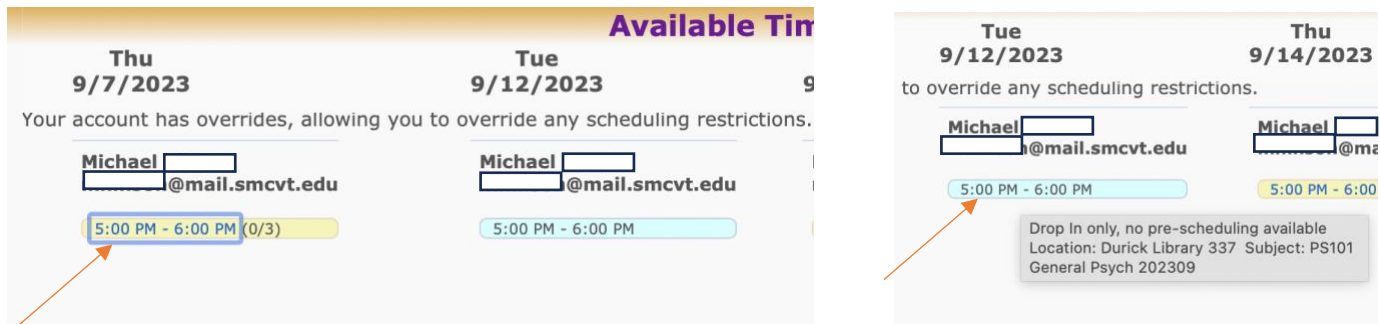 Available Tim
Thu
9/7/2023
Tue
9/12/2023
Your account has overrides, allowing you to override any scheduling restrictions.
Michael
@mail.smcvt.edu
5:00 PM - 6:00 PM (0/3)
Michael
@mail.smcvt.edu
5:00 PM - 6:00 PM
Tue
9/12/2023
Thu
9/14/2023
to override any scheduling restrictions.
Michael
@mail.smcvt.edu
5:00 PM - 6:00 PM
Michael
@ma
5:00 PM - 6:00
Drop In only, no pre-scheduling available
Location: Durick Library 337 Subject: PS101
General Psych 202309